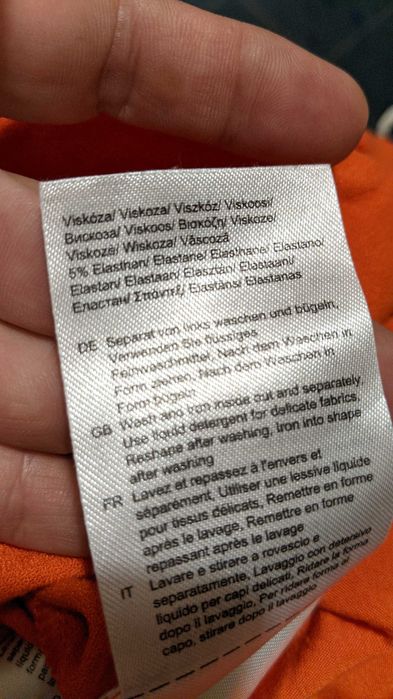 Viskóza/ Viskoza/ Viszkóz/ Viskoos/
Вискоза/ Viskoos/ Βισκόζη/ Viskoze/
Viskozė/ Wiskoza/ Vâscoză
5% Elasthan/ Elastane/ Elasthane/ Elastano/
Elastan/ Elastaan/ Elesztán/ Elastaani/
Еластан/ Σπάντεξ/ Elastāns/ Elastanas
DE Separat von links waschen und bügeln,
Verwenden Sie flüssiges
Feinwaschmittel, Nach dem Waschen in
Form ziehen, Nach dem Waschen in
Form bügeln
GB Wash and iron inside out and separately,
Use liquid detergent for delicate fabrics,
Reshape after washing, Iron into shape
after washing
FR Lavez et repassez à l'envers et
séparément, Utiliser une lessive liquide
pour tissus délicats, Remettre en forme
après le lavage, Remettre en forme
repassant après le lavage
IT Lavare e stirare a rovescio e
separatamente, Lavaggio con detersivo
liquido per capi delicati, Ridare la forma
dopo il lavaggio, Per ridare forma al
capo, stirare dopo il lavaggio